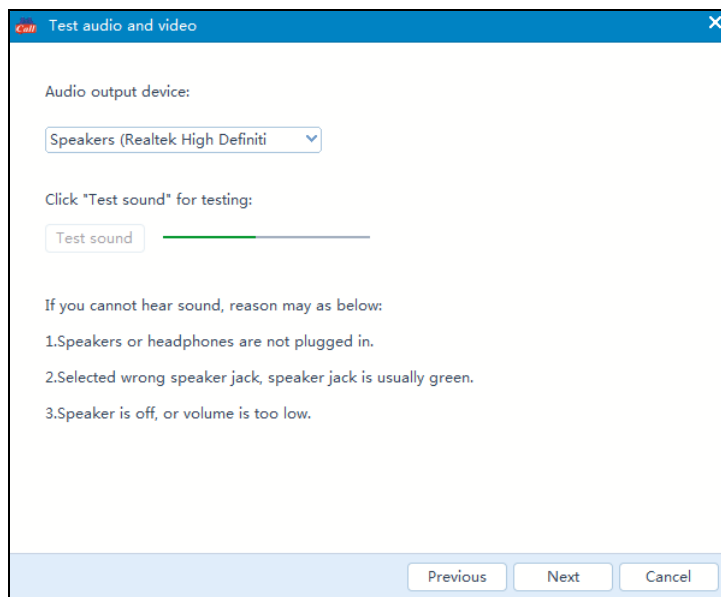 Call Test audio and video
Audio output device:
Speakers (Realtek High Definiti
Click "Test sound" for testing:
Test sound
If you cannot hear sound, reason may as below:
1.Speakers or headphones are not plugged in.
2.Selected wrong speaker jack, speaker jack is usually green.
3.Speaker is off, or volume is too low.
Previous Next Cancel